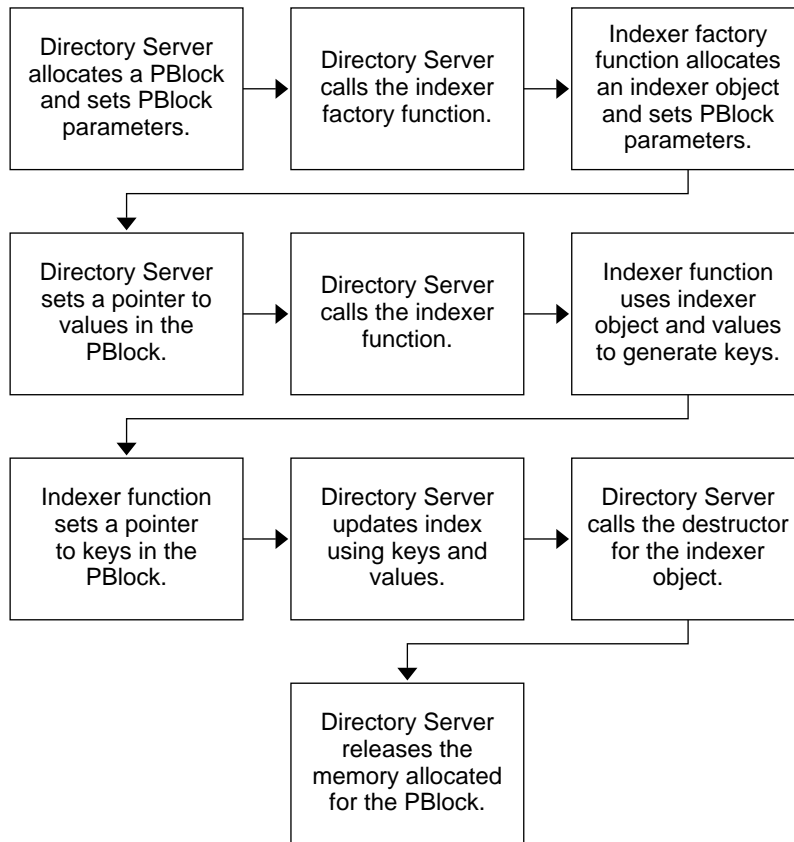 Directory Server
allocates a PBlock
and sets PBlock
parameters.
Directory Server
calls the indexer
factory function.
Indexer factory
function allocates
an indexer object
and sets PBlock
parameters.
Directory Server
sets a pointer to
values in the
PBlock.
Directory Server
calls the indexer
function.
Indexer function
uses indexer
object and values
to generate keys.
Indexer function
sets a pointer
to keys in the
PBlock.
Directory Server
updates index
using keys and
values.
Directory Server
calls the destructor
for the indexer
object.
Directory Server
releases the
memory allocated
for the PBlock.